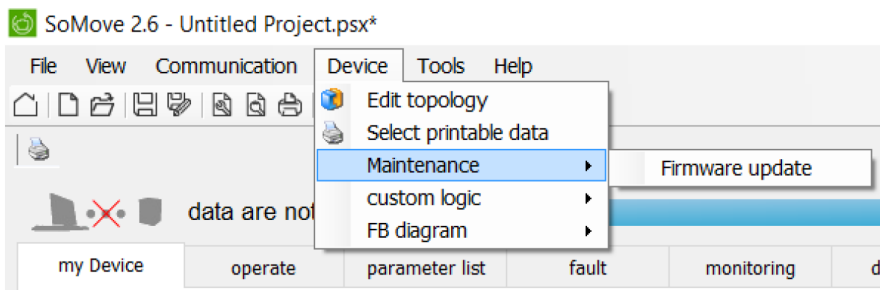 SoMove 2.6 - Untitled Project.psx*
File View Communication Device Tools Help
Edit topology
Select printable data
Maintenance
Firmware update
custom logic
data are not
FB diagram
my Device operate parameter list fault monitoring d